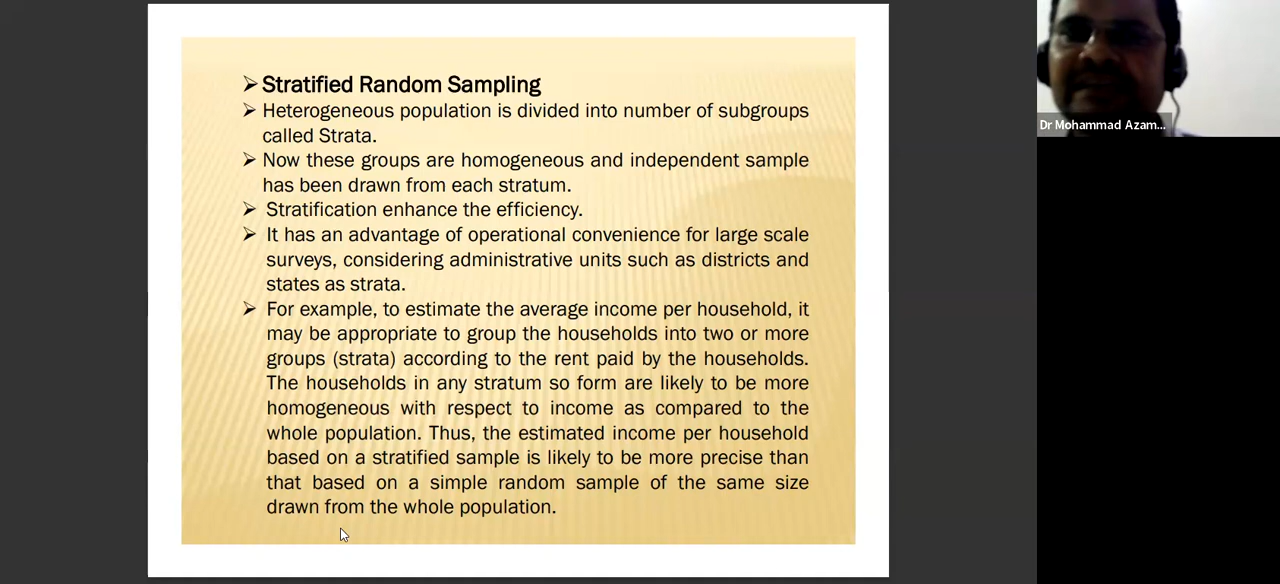 ➢ Stratified Random Sampling
➢ Heterogeneous population is divided into number of subgroups
called Strata.
➢ Now these groups are homogeneous and independent sample
has been drawn from each stratum.
➢ Stratification enhance the efficiency.
➢ It has an advantage of operational convenience for large scale
surveys, considering administrative units such as districts and
states as strata.
➢ For example, to estimate the average income per household, it
may be appropriate to group the households into two or more
groups (strata) according to the rent paid by the households.
The households in any stratum so form are likely to be more
homogeneous with respect to income as compared to the
whole population. Thus, the estimated income per household
based on a stratified sample is likely to be more precise than
that based on a simple random sample of the same size
drawn from the whole population.
Dr Mohammad Azam...